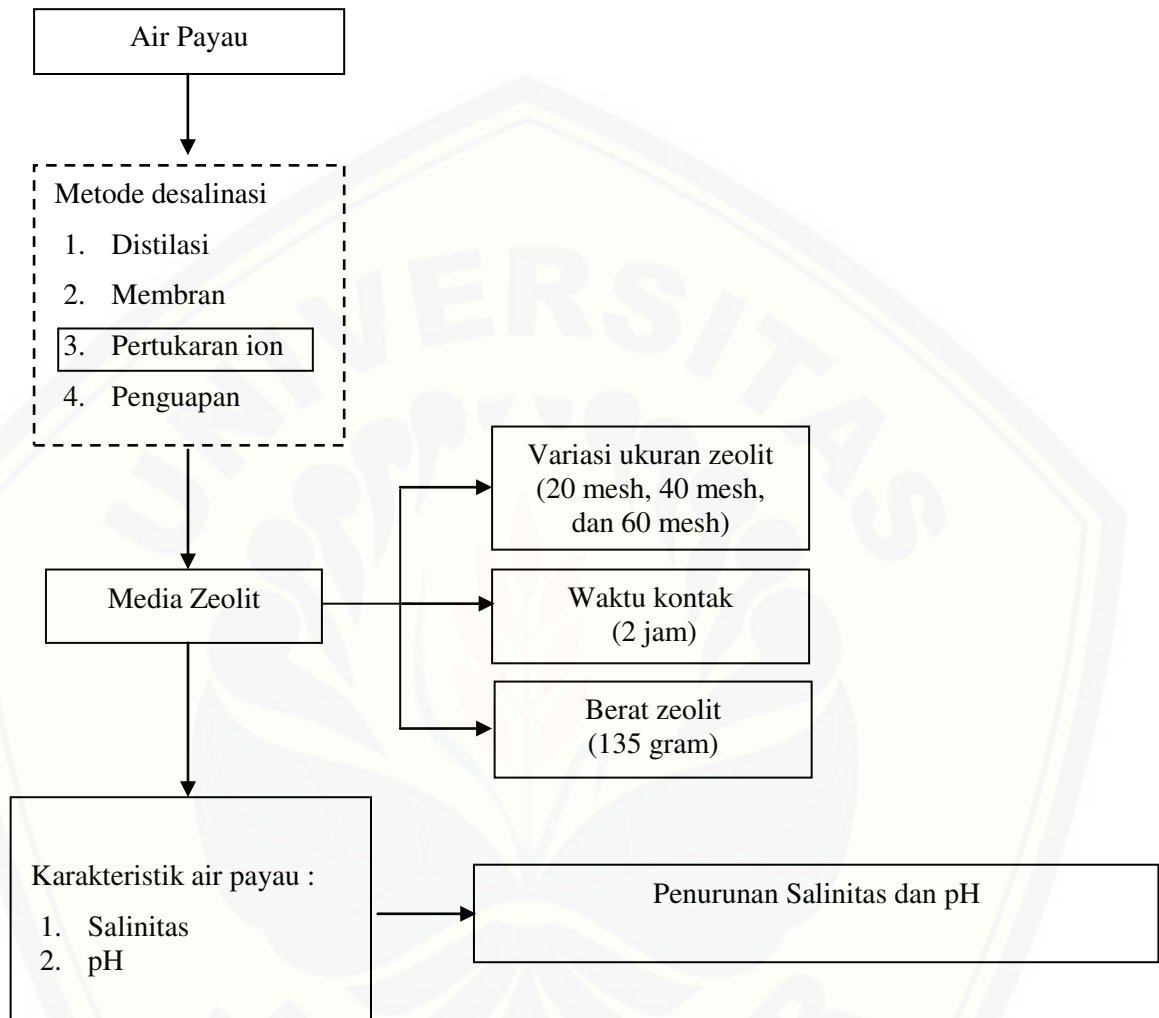 Air Payau
Metode desalinasi
1. Distilasi
2. Membran
3. Pertukaran ion
4. Penguapan
Variasi ukuran zeolit
(20 mesh, 40 mesh,
dan 60 mesh)
Media Zeolit
Waktu kontak
(2 jam)
Berat zeolit
(135 gram)
Karakteristik air payau :
1. Salinitas
2. pH
Penurunan Salinitas dan pH
UNIVERSITAS